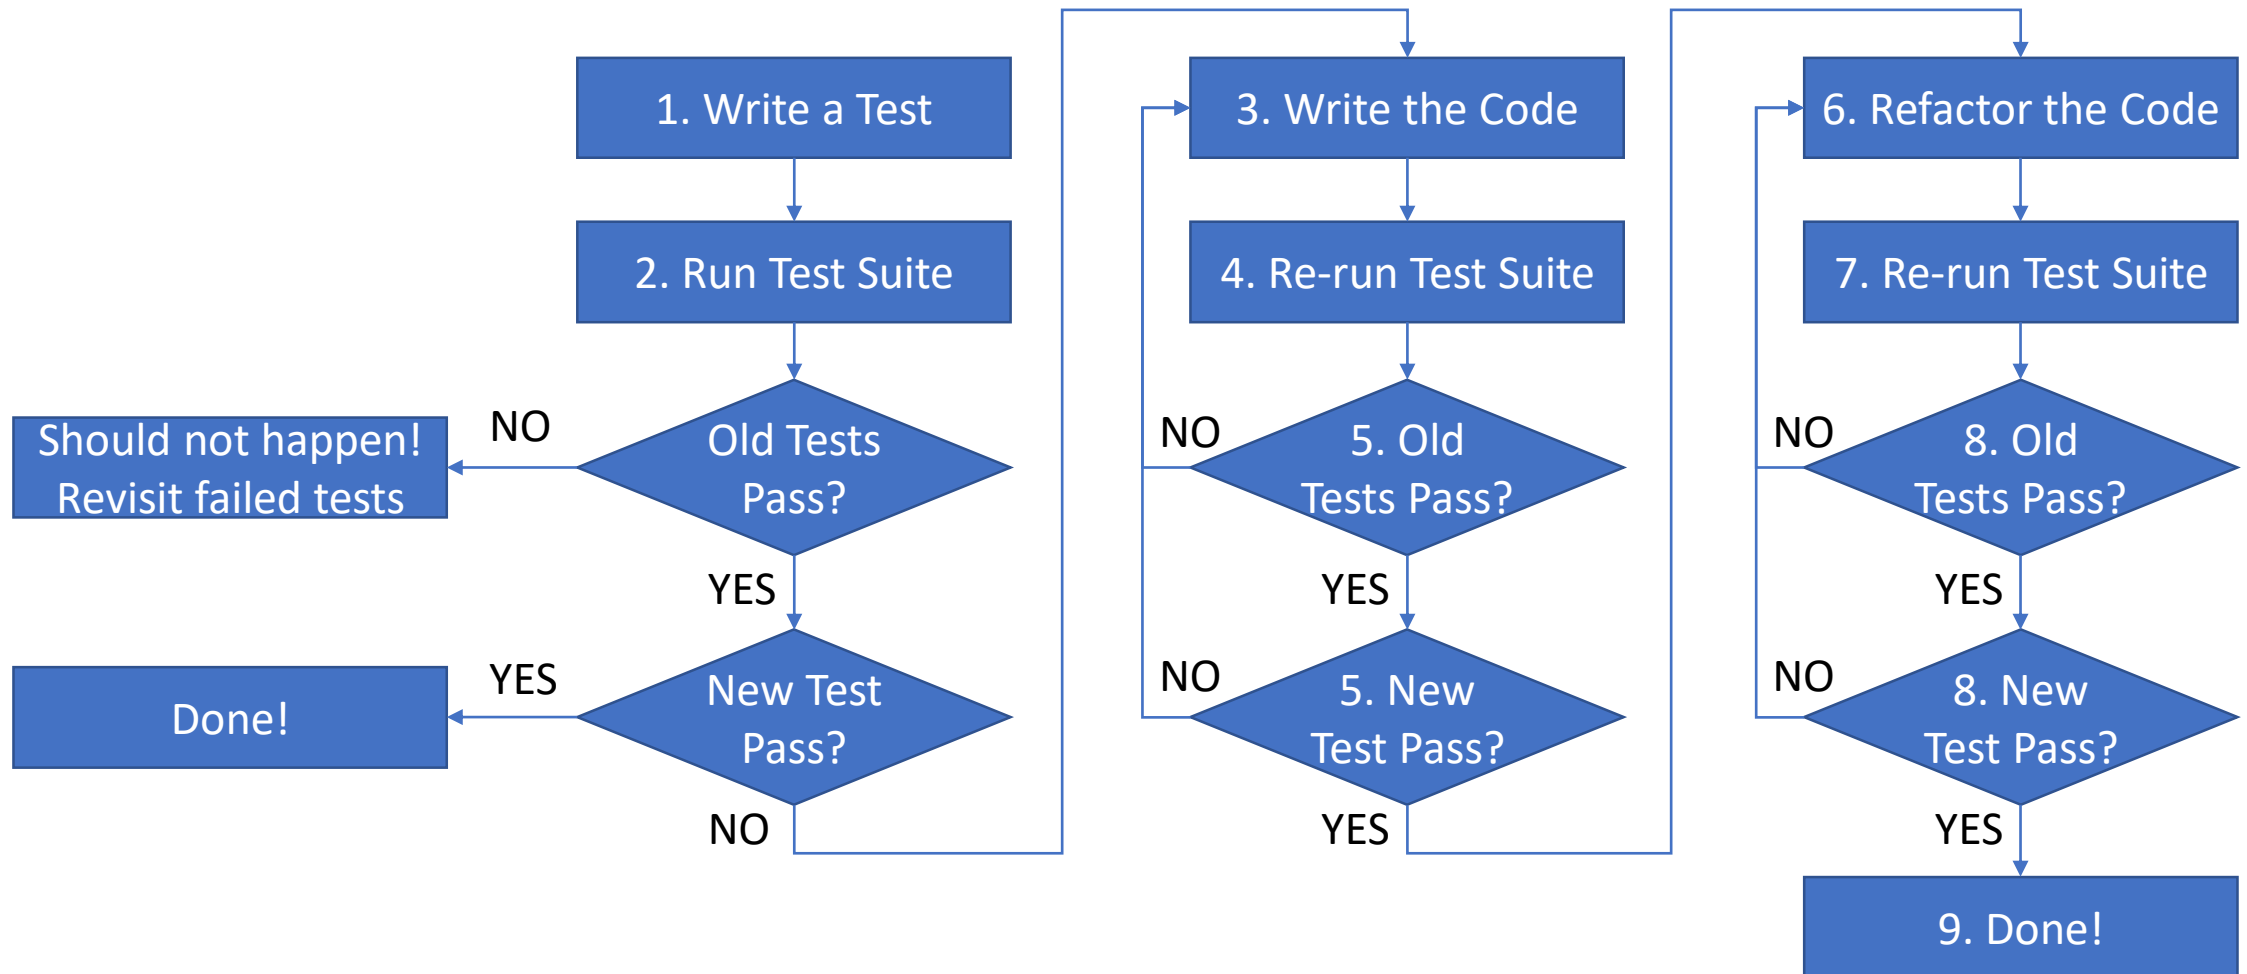 1. Write a Test
2. Run Test Suite
Old Tests
Pass?
NO
Should not happen!
Revisit failed tests
YES
New Test
Pass?
YES
Done!
NO
3. Write the Code
4. Re-run Test Suite
5. Old
Tests Pass?
NO
YES
5. New
Test Pass?
NO
YES
6. Refactor the Code
7. Re-run Test Suite
8. Old
Tests Pass?
NO
YES
8. New
Test Pass?
NO
YES
9. Done!